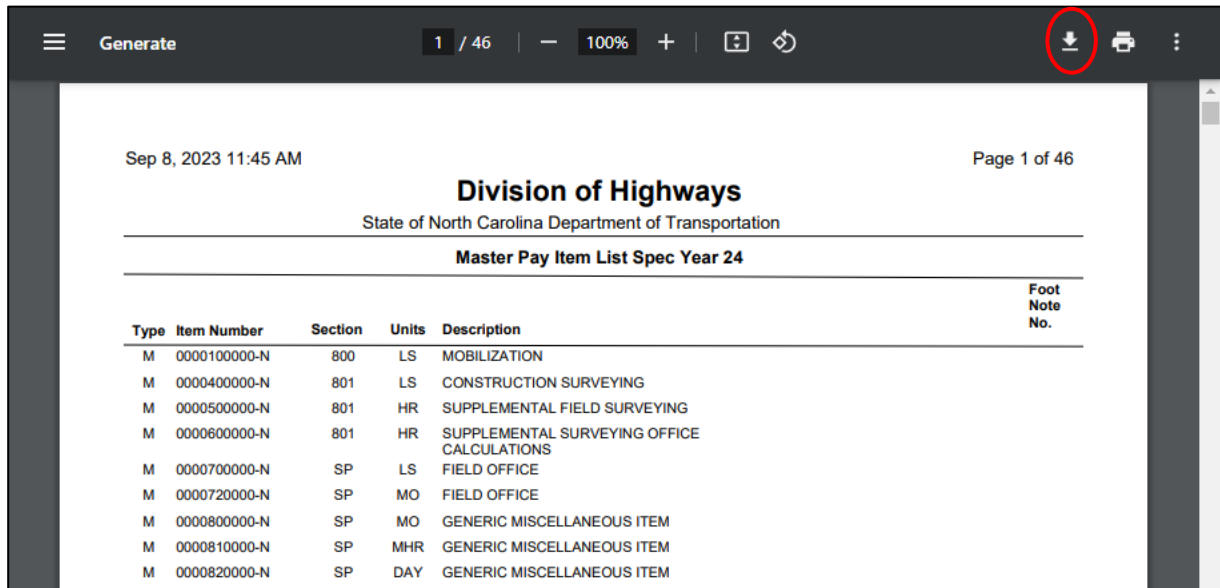 Generate 1 / 46 100%
Sep 8, 2023 11:45 AM Page 1 of 46
Division of Highways
State of North Carolina Department of Transportation
Master Pay Item List Spec Year 24
Foot
Note
No.
Type Item Number Section Units Description
M 0000100000-N 800 LS MOBILIZATION
M 0000400000-N 801 LS CONSTRUCTION SURVEYING
M 0000500000-N 801 HR SUPPLEMENTAL FIELD SURVEYING
M 0000600000-N 801 HR SUPPLEMENTAL SURVEYING OFFICE
CALCULATIONS
M 0000700000-N SP LS FIELD OFFICE
M 0000720000-N SP MO FIELD OFFICE
M 0000800000-N SP MO GENERIC MISCELLANEOUS ITEM
M 0000810000-N SP MHR GENERIC MISCELLANEOUS ITEM
M 0000820000-N SP DAY GENERIC MISCELLANEOUS ITEM